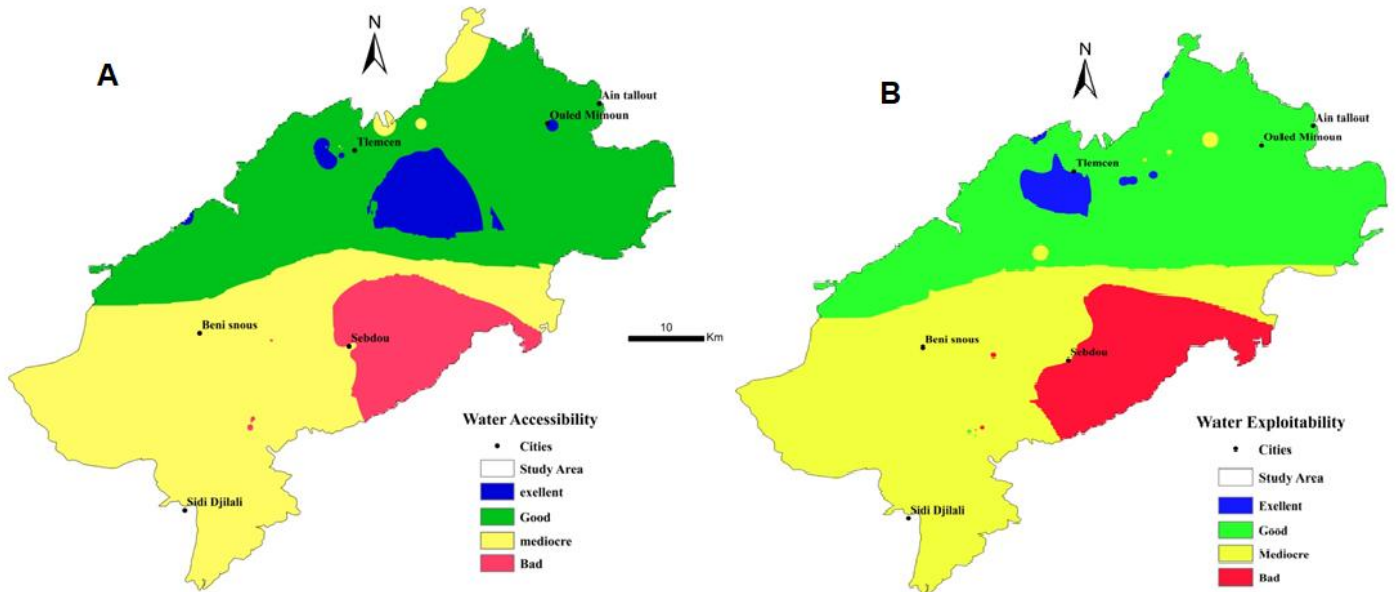 A
N
Ain tallout
Ouled Mimoun
Tlemcen
Beni snous
Sebdou
Sidi Djilali
Water Accessibility
Cities
Study Area
exellent
Good
mediocre
Bad
10
Km
B
N
Ain tallout
Ouled Mimoun
Tlemcen
Beni snous
Sebdou
Sidi Djilali
Water Exploitability
Cities
Study Area
Exellent
Good
Mediocre
Bad